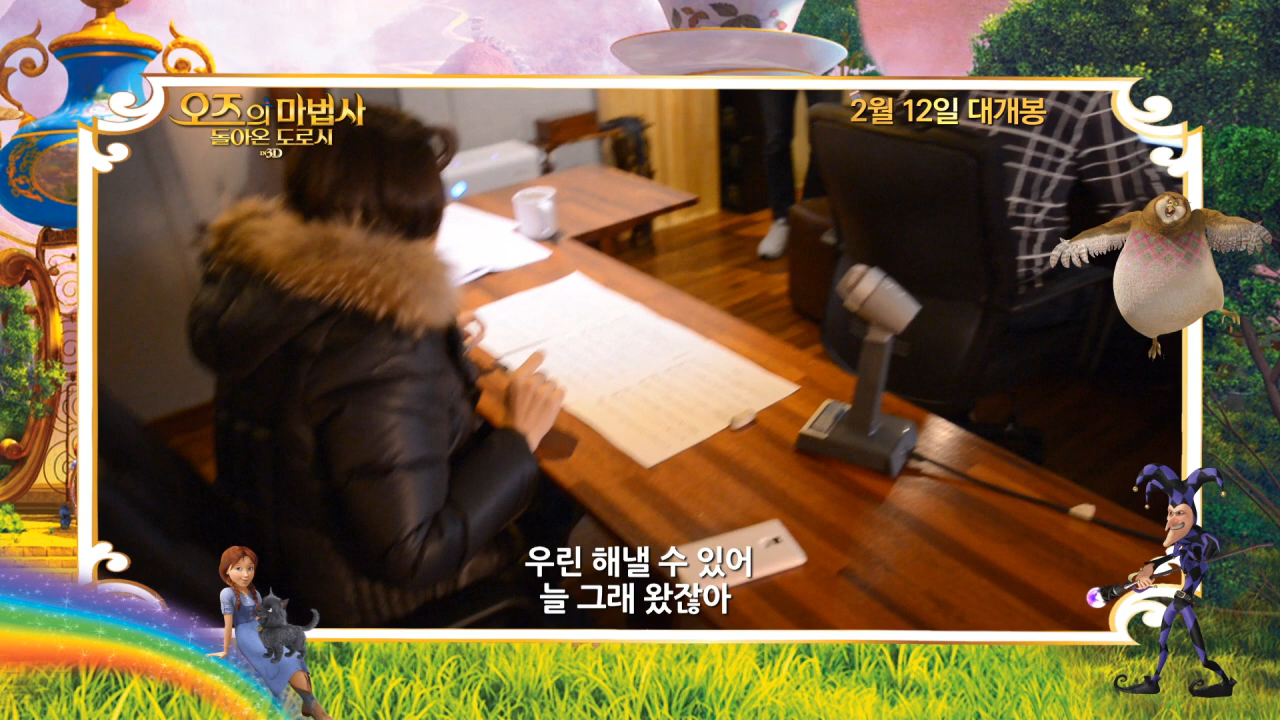 오즈의 마법사
돌아온 도로시
IN 3D
2월 12일 대개봉
우린 해낼 수 있어
늘 그래 왔잖아